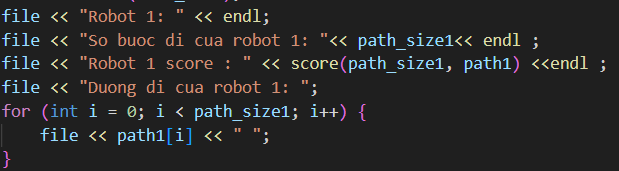 file << "Robot 1: " << endl;
file << "So buoc di cua robot 1: "<< path_size1<< endl ;
file << "Robot 1 score : " << score(path_size1, path1) <<endl ;
file << "Duong di cua robot 1: ";
for (int i = 0; i < path_size1; i++) {
    file << path1[i] << " ";
}